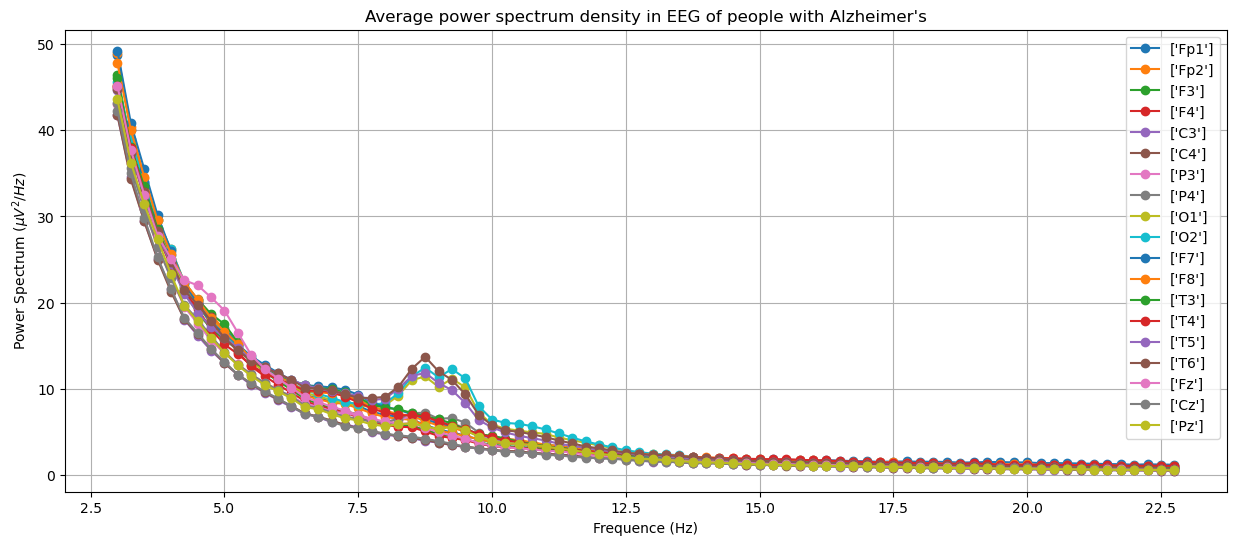 Average power spectrum density in EEG of people with Alzheimer's
50
40
30
20
10
0
Power Spectrum (μV²/Hz)
2.5 5.0 7.5 10.0 12.5 15.0 17.5 20.0 22.5
Frequence (Hz)
['Fp1']
['Fp2']
['F3']
['F4']
['C3']
['C4']
['P3']
['P4']
['O1']
['O2']
['F7']
['F8']
['T3']
['T4']
['T5']
['T6']
['Fz']
['Cz']
['Pz']